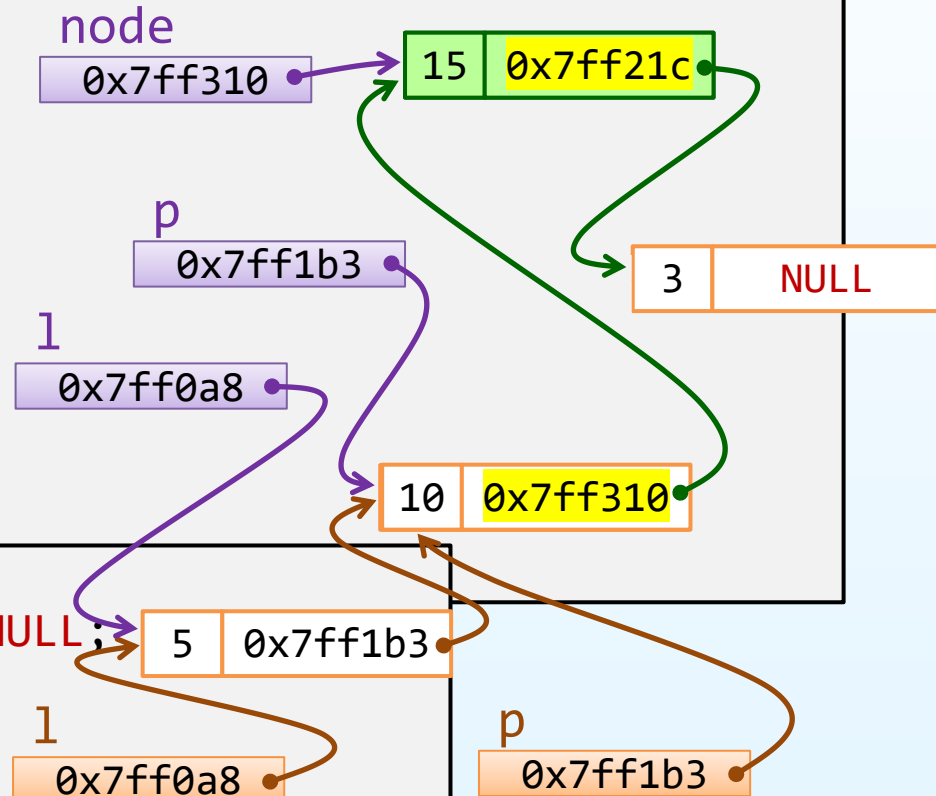 node
0x7ff310
15 0x7ff21c
p
0x7ff1b3
3 NULL
l
0x7ff0a8
10 0x7ff310
NULL;
5 0x7ff1b3
l
p
0x7ff0a8
0x7ff1b3